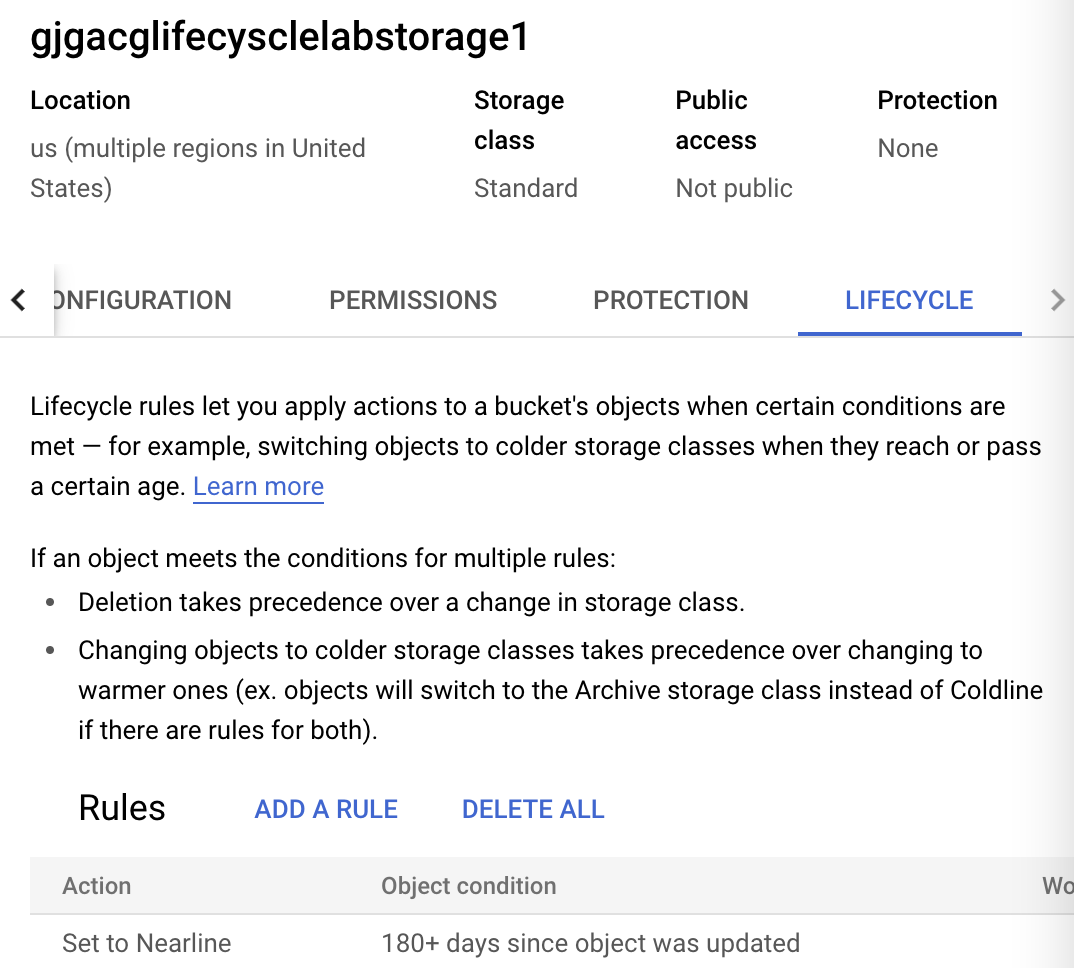 gjgacglifecysclelabstorage1
Location
us (multiple regions in United
States)
Storage
class
Standard
Public
access
Not public
Protection
None
ONFIGURATION
PERMISSIONS
PROTECTION
LIFECYCLE
Lifecycle rules let you apply actions to a bucket's objects when certain conditions are
met — for example, switching objects to colder storage classes when they reach or pass
a certain age. Learn more
If an object meets the conditions for multiple rules:
• Deletion takes precedence over a change in storage class.
• Changing objects to colder storage classes takes precedence over changing to
warmer ones (ex. objects will switch to the Archive storage class instead of Coldline
if there are rules for both).
Rules ADD A RULE DELETE ALL
Action Object condition Wo
Set to Nearline 180+ days since object was updated